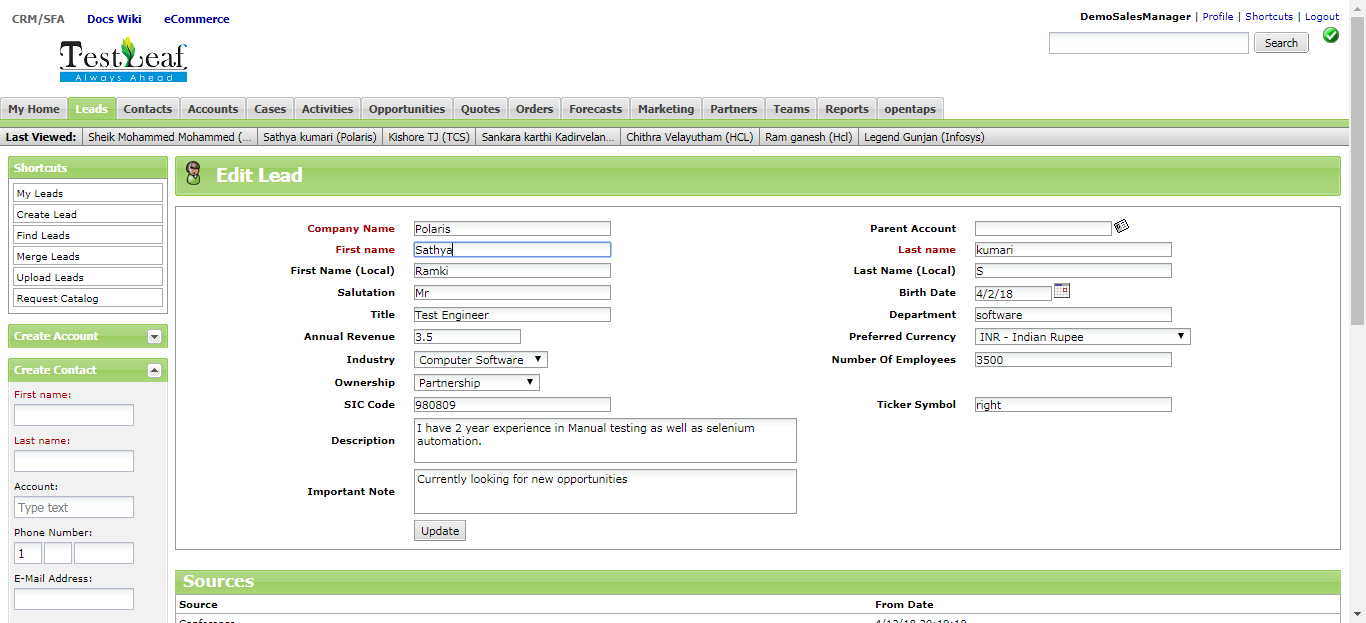 CRM/SFA Docs Wiki eCommerce
DemoSalesManager | Profile | Shortcuts | Logout
TestLeaf
Always Ahead
Search
My Home Leads Contacts Accounts Cases Activities Opportunities Quotes Orders Forecasts Marketing Partners Teams Reports opentaps
Last Viewed: Sheik Mohammed Mohammed (... Sathya kumari (Polaris) Kishore TJ (TCS) Sankara karthi Kadirvelan... Chithra Velayutham (HCL) Ram ganesh (Hcl) Legend Gunjan (Infosys)
Shortcuts
My Leads
Create Lead
Find Leads
Merge Leads
Upload Leads
Request Catalog
Create Account
Create Contact
First name:
Last name:
Account:
Type text
Phone Number:
1
E-Mail Address:
Edit Lead
Company Name Polaris Parent Account
First name Sathya Last name kumari
First Name (Local) Ramki Last Name (Local) S
Salutation Mr Birth Date 4/2/18
Title Test Engineer Department software
Annual Revenue 3.5 Preferred Currency INR - Indian Rupee
Industry Computer Software Number Of Employees 3500
Ownership Partnership
SIC Code 980809 Ticker Symbol right
Description I have 2 year experience in Manual testing as well as selenium
automation.
Important Note Currently looking for new opportunities
Update
Sources
Source From Date